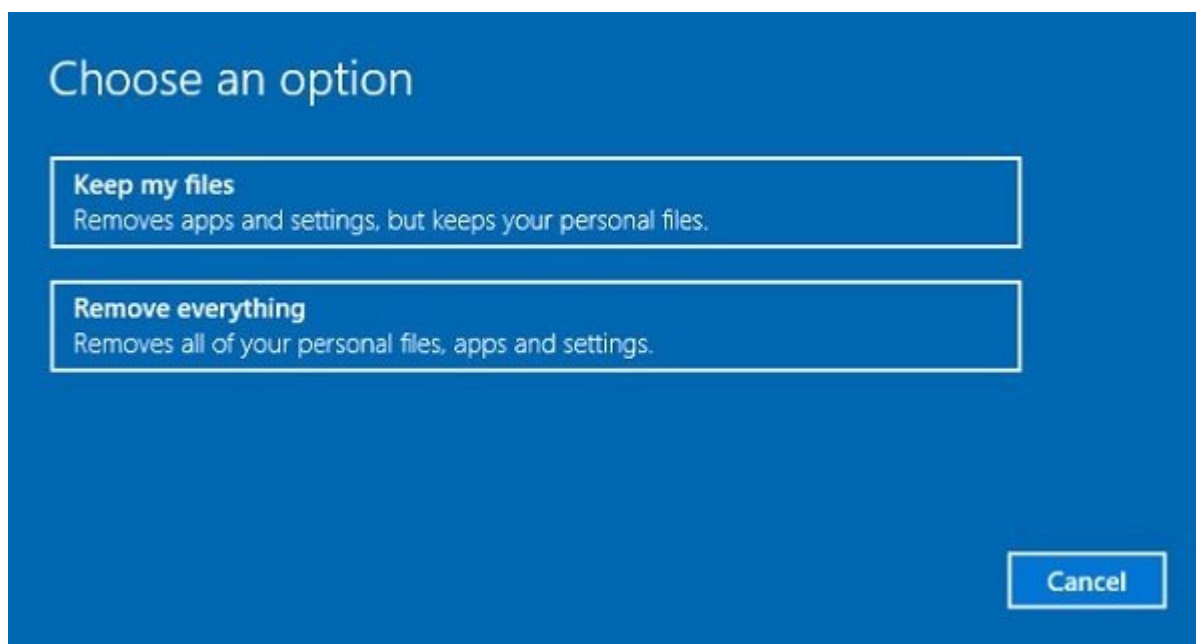 Choose an option
Keep my files
Removes apps and settings, but keeps your personal files.
Remove everything
Removes all of your personal files, apps and settings.
Cancel